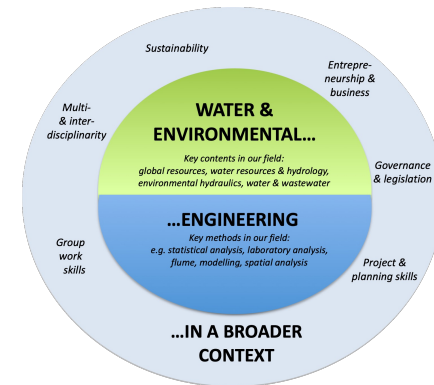 Sustainability
Entrepre-
neurship &
business
Multi-
& inter-
disciplinarity
WATER &
ENVIRONMENTAL...
Key contents in our field:
global resources, water resources & hydrology,
environmental hydraulics, water & wastewater
Governance
& legislation
...ENGINEERING
Key methods in our field:
e.g. statistical analysis, laboratory analysis,
flume, modelling, spatial analysis
Group
work
skills
Project &
planning skills
...IN A BROADER
CONTEXT